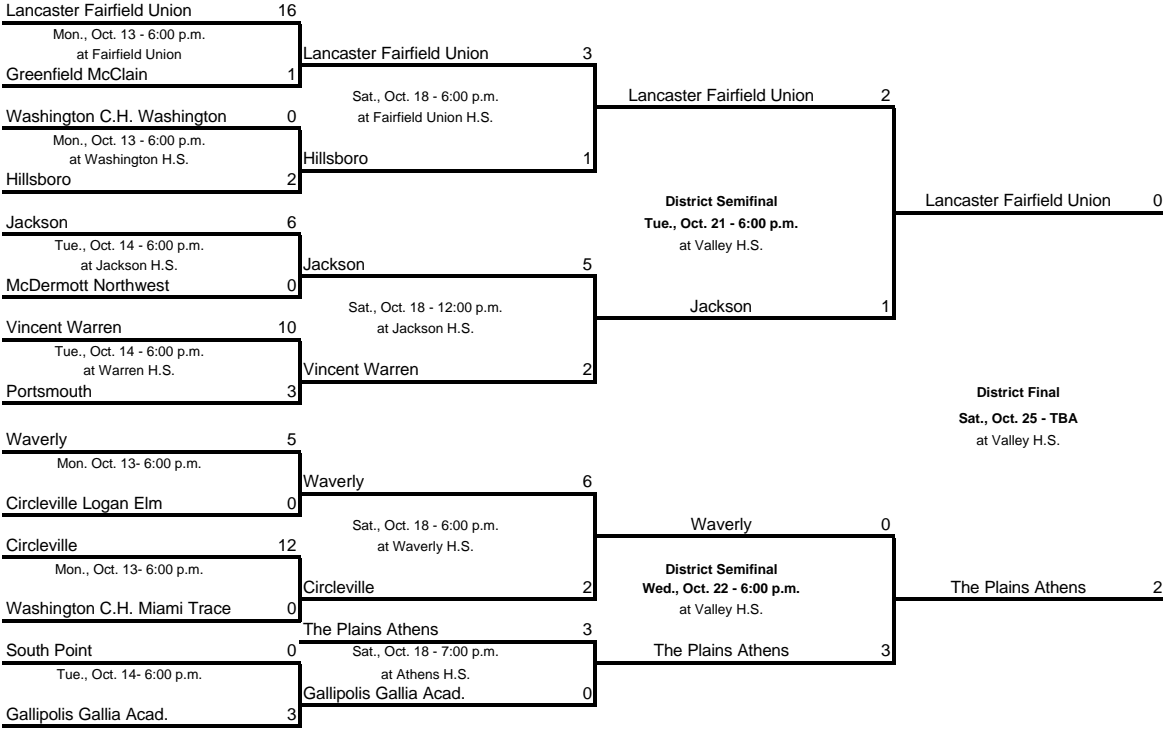 Lancaster Fairfield Union 16
Mon., Oct. 13 - 6:00 p.m.
at Fairfield Union
Greenfield McClain 1
Washington C.H. Washington 0
Mon., Oct. 13 - 6:00 p.m.
at Washington H.S.
Hillsboro 2
Jackson 6
Tue., Oct. 14 - 6:00 p.m.
at Jackson H.S.
McDermott Northwest 0
Vincent Warren 10
Tue., Oct. 14 - 6:00 p.m.
at Warren H.S.
Portsmouth 3
Waverly 5
Mon. Oct. 13- 6:00 p.m.
Circleville Logan Elm 0
Circleville 12
Mon., Oct. 13- 6:00 p.m.
Washington C.H. Miami Trace 0
South Point 0
Tue., Oct. 14- 6:00 p.m.
Gallipolis Gallia Acad. 3
Lancaster Fairfield Union 3
Sat., Oct. 18 - 6:00 p.m.
at Fairfield Union H.S.
Hillsboro 1
Jackson 5
Sat., Oct. 18 - 12:00 p.m.
at Jackson H.S.
Vincent Warren 2
Waverly 6
Sat., Oct. 18 - 6:00 p.m.
at Waverly H.S.
Circleville 2
The Plains Athens 3
Sat., Oct. 18 - 7:00 p.m.
at Athens H.S.
Gallipolis Gallia Acad. 0
Lancaster Fairfield Union 2
District Semifinal
Tue., Oct. 21 - 6:00 p.m.
at Valley H.S.
Jackson 1
Waverly 0
District Semifinal
Wed., Oct. 22 - 6:00 p.m.
at Valley H.S.
The Plains Athens 3
Lancaster Fairfield Union 0
District Final
Sat., Oct. 25 - TBA
at Valley H.S.
The Plains Athens 2